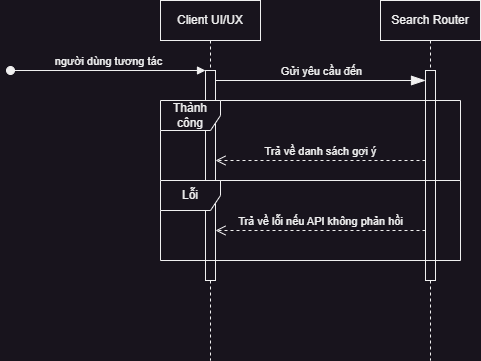 Client UI/UX
Search Router
người dùng tương tác
Gửi yêu cầu đến
Thành
công
Trả về danh sách gợi ý
Lỗi
Trả về lỗi nếu API không phản hồi